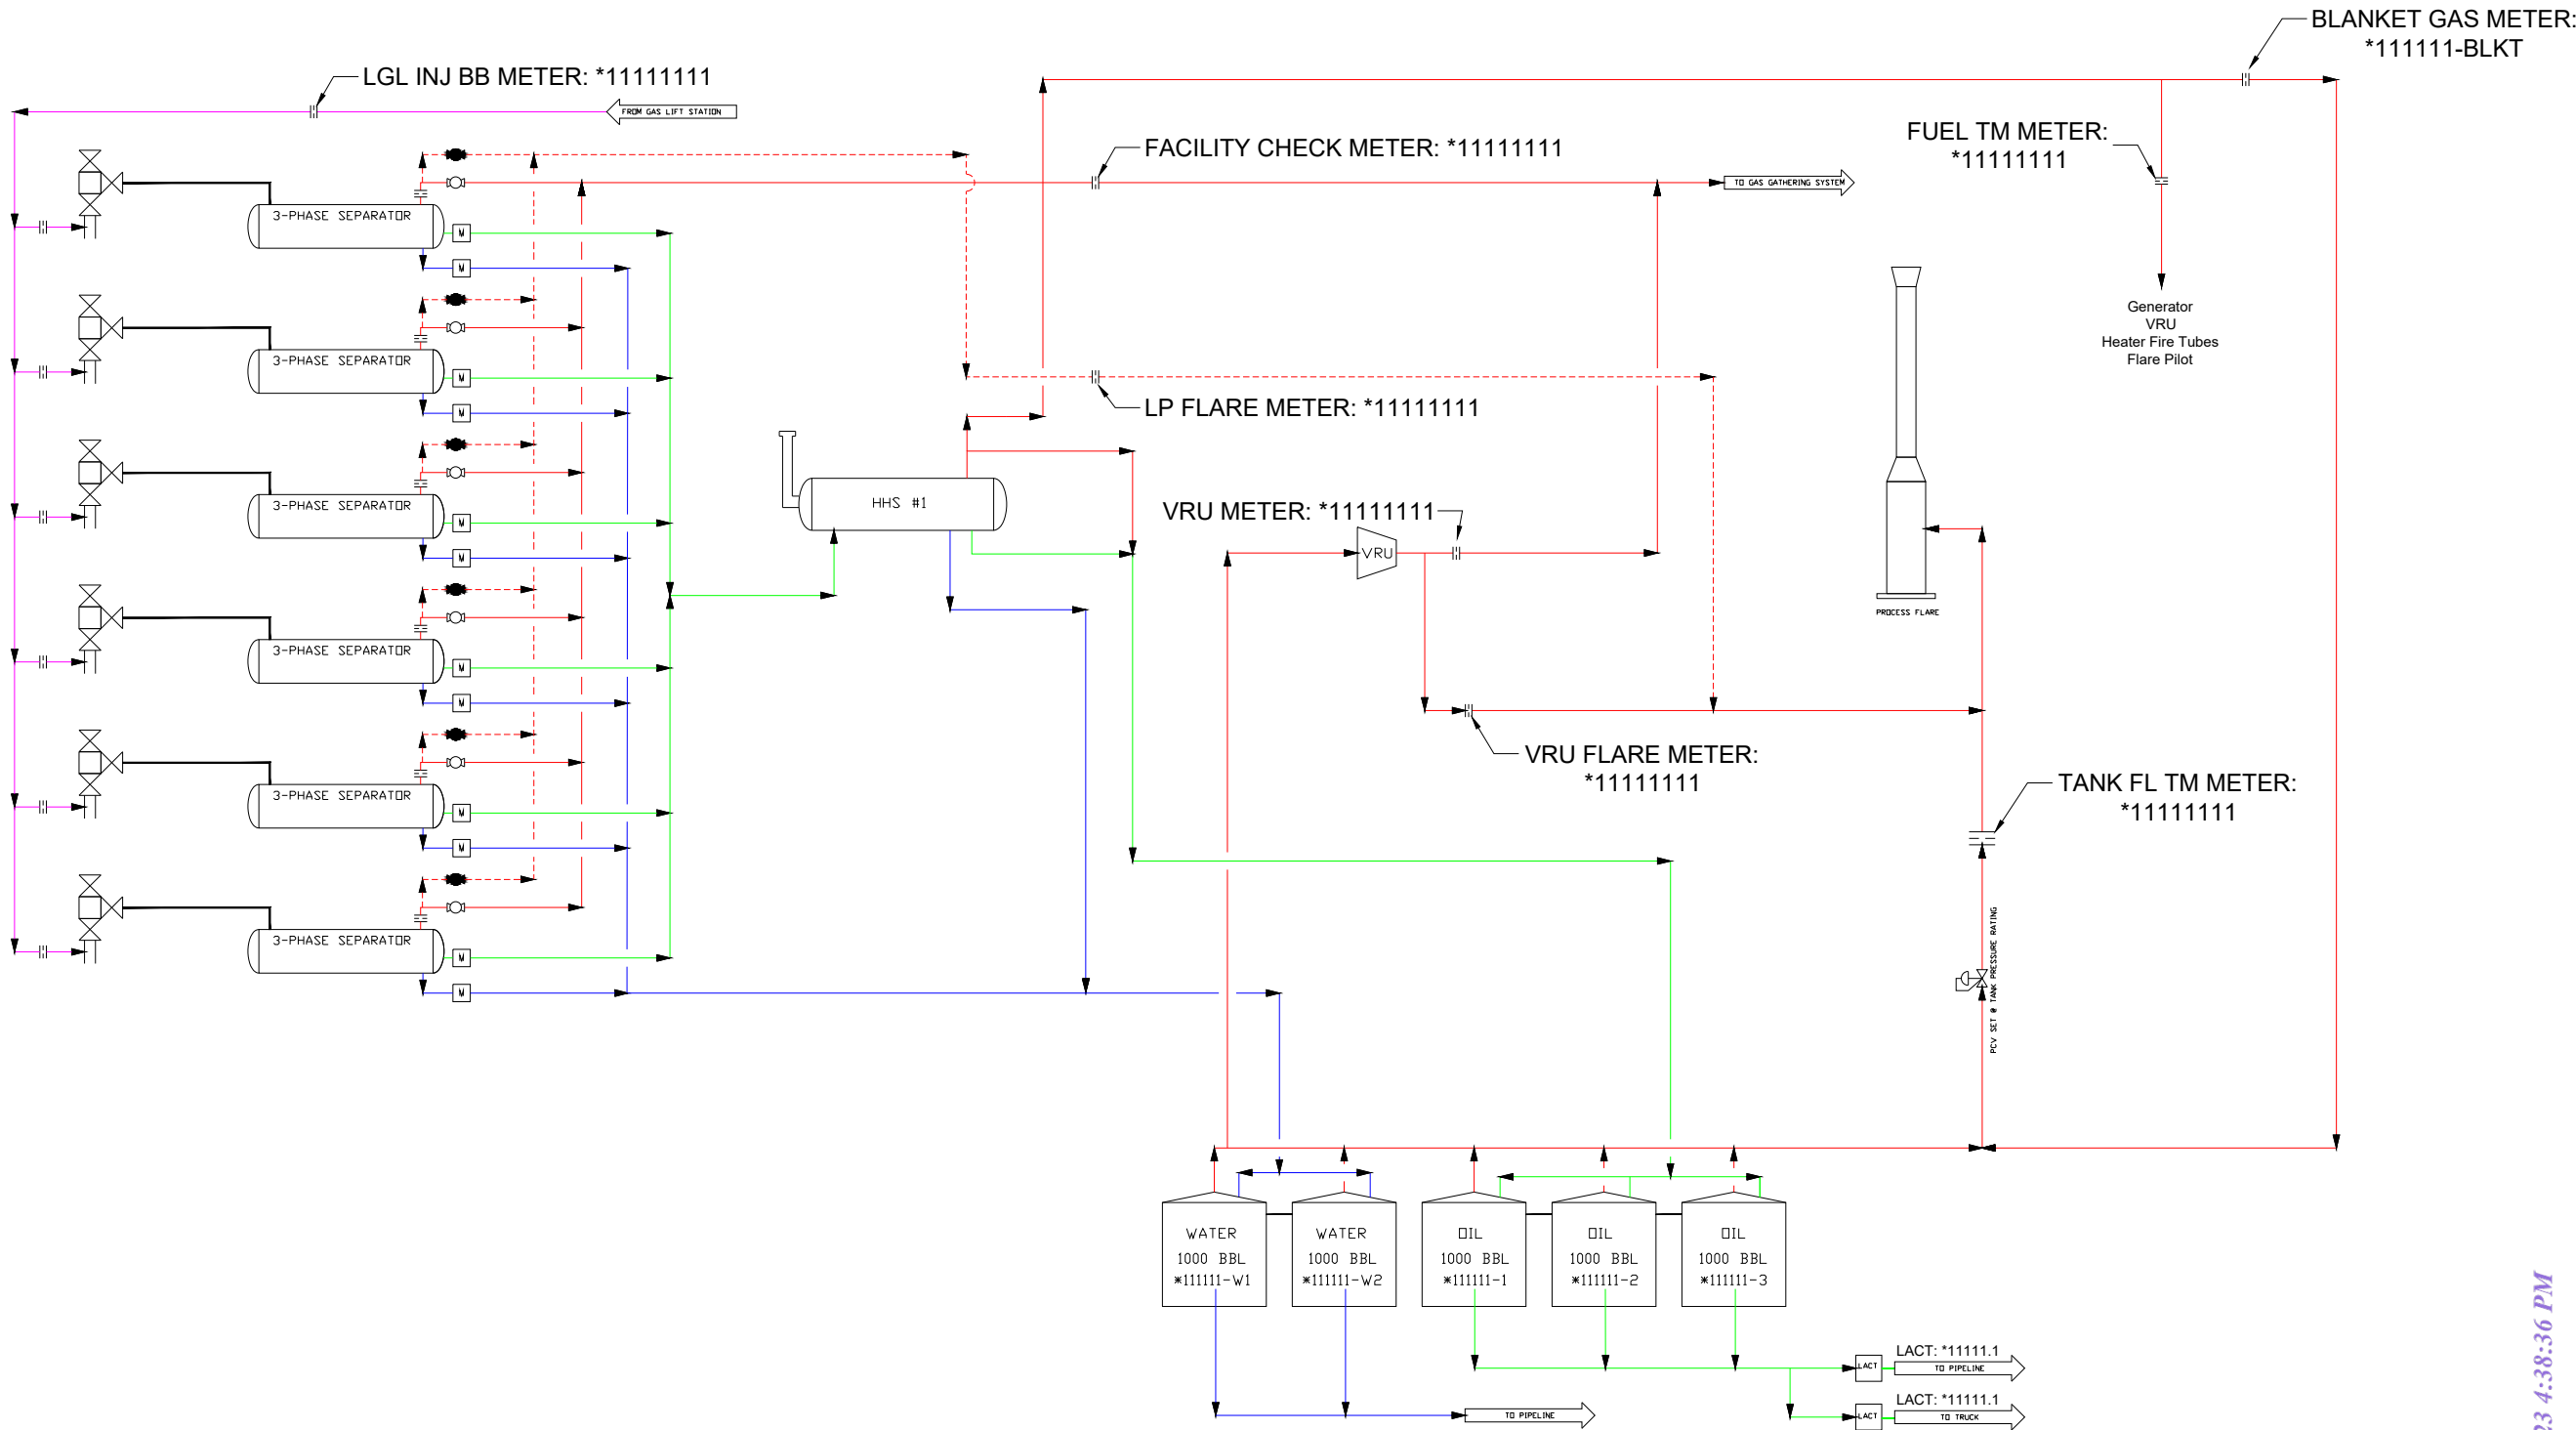 BLANKET GAS METER:
*111111-BLKT
LGL INJ BB METER: *11111111
FROM GAS LIFT STATION
FACILITY CHECK METER: *11111111
FUEL TM METER:
*11111111
TO GAS GATHERING SYSTEM
3-PHASE SEPARATOR
M
M
Generator
VRU
Heater Fire Tubes
Flare Pilot
3-PHASE SEPARATOR
M
M
LP FLARE METER: *11111111
3-PHASE SEPARATOR
M
M
HHS #1
VRU METER: *11111111
VRU
PROCESS FLARE
3-PHASE SEPARATOR
M
M
VRU FLARE METER:
*11111111
TANK FL TM METER:
*11111111
3-PHASE SEPARATOR
M
M
3-PHASE SEPARATOR
M
M
PCV SET @ TANK PRESSURE RATING
WATER
1000 BBL
*111111-W1
WATER
1000 BBL
*111111-W2
OIL
1000 BBL
*111111-1
OIL
1000 BBL
*111111-2
OIL
1000 BBL
*111111-3
LACT: *11111.1
LACT
TO PIPELINE
LACT: *11111.1
LACT
TO TRUCK
TO PIPELINE
23 4:38:36 PM